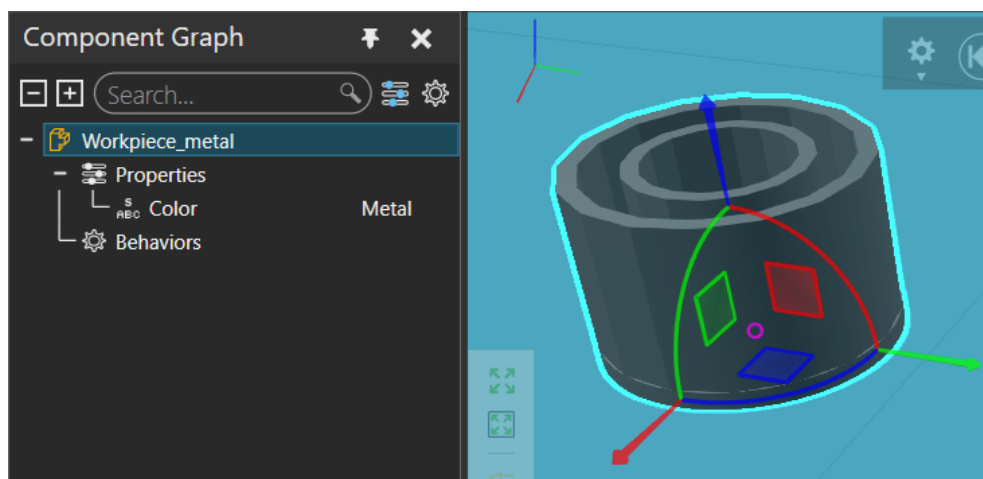 Component Graph
Search...
Workpiece_metal
Properties
S
ABC Color Metal
Behaviors